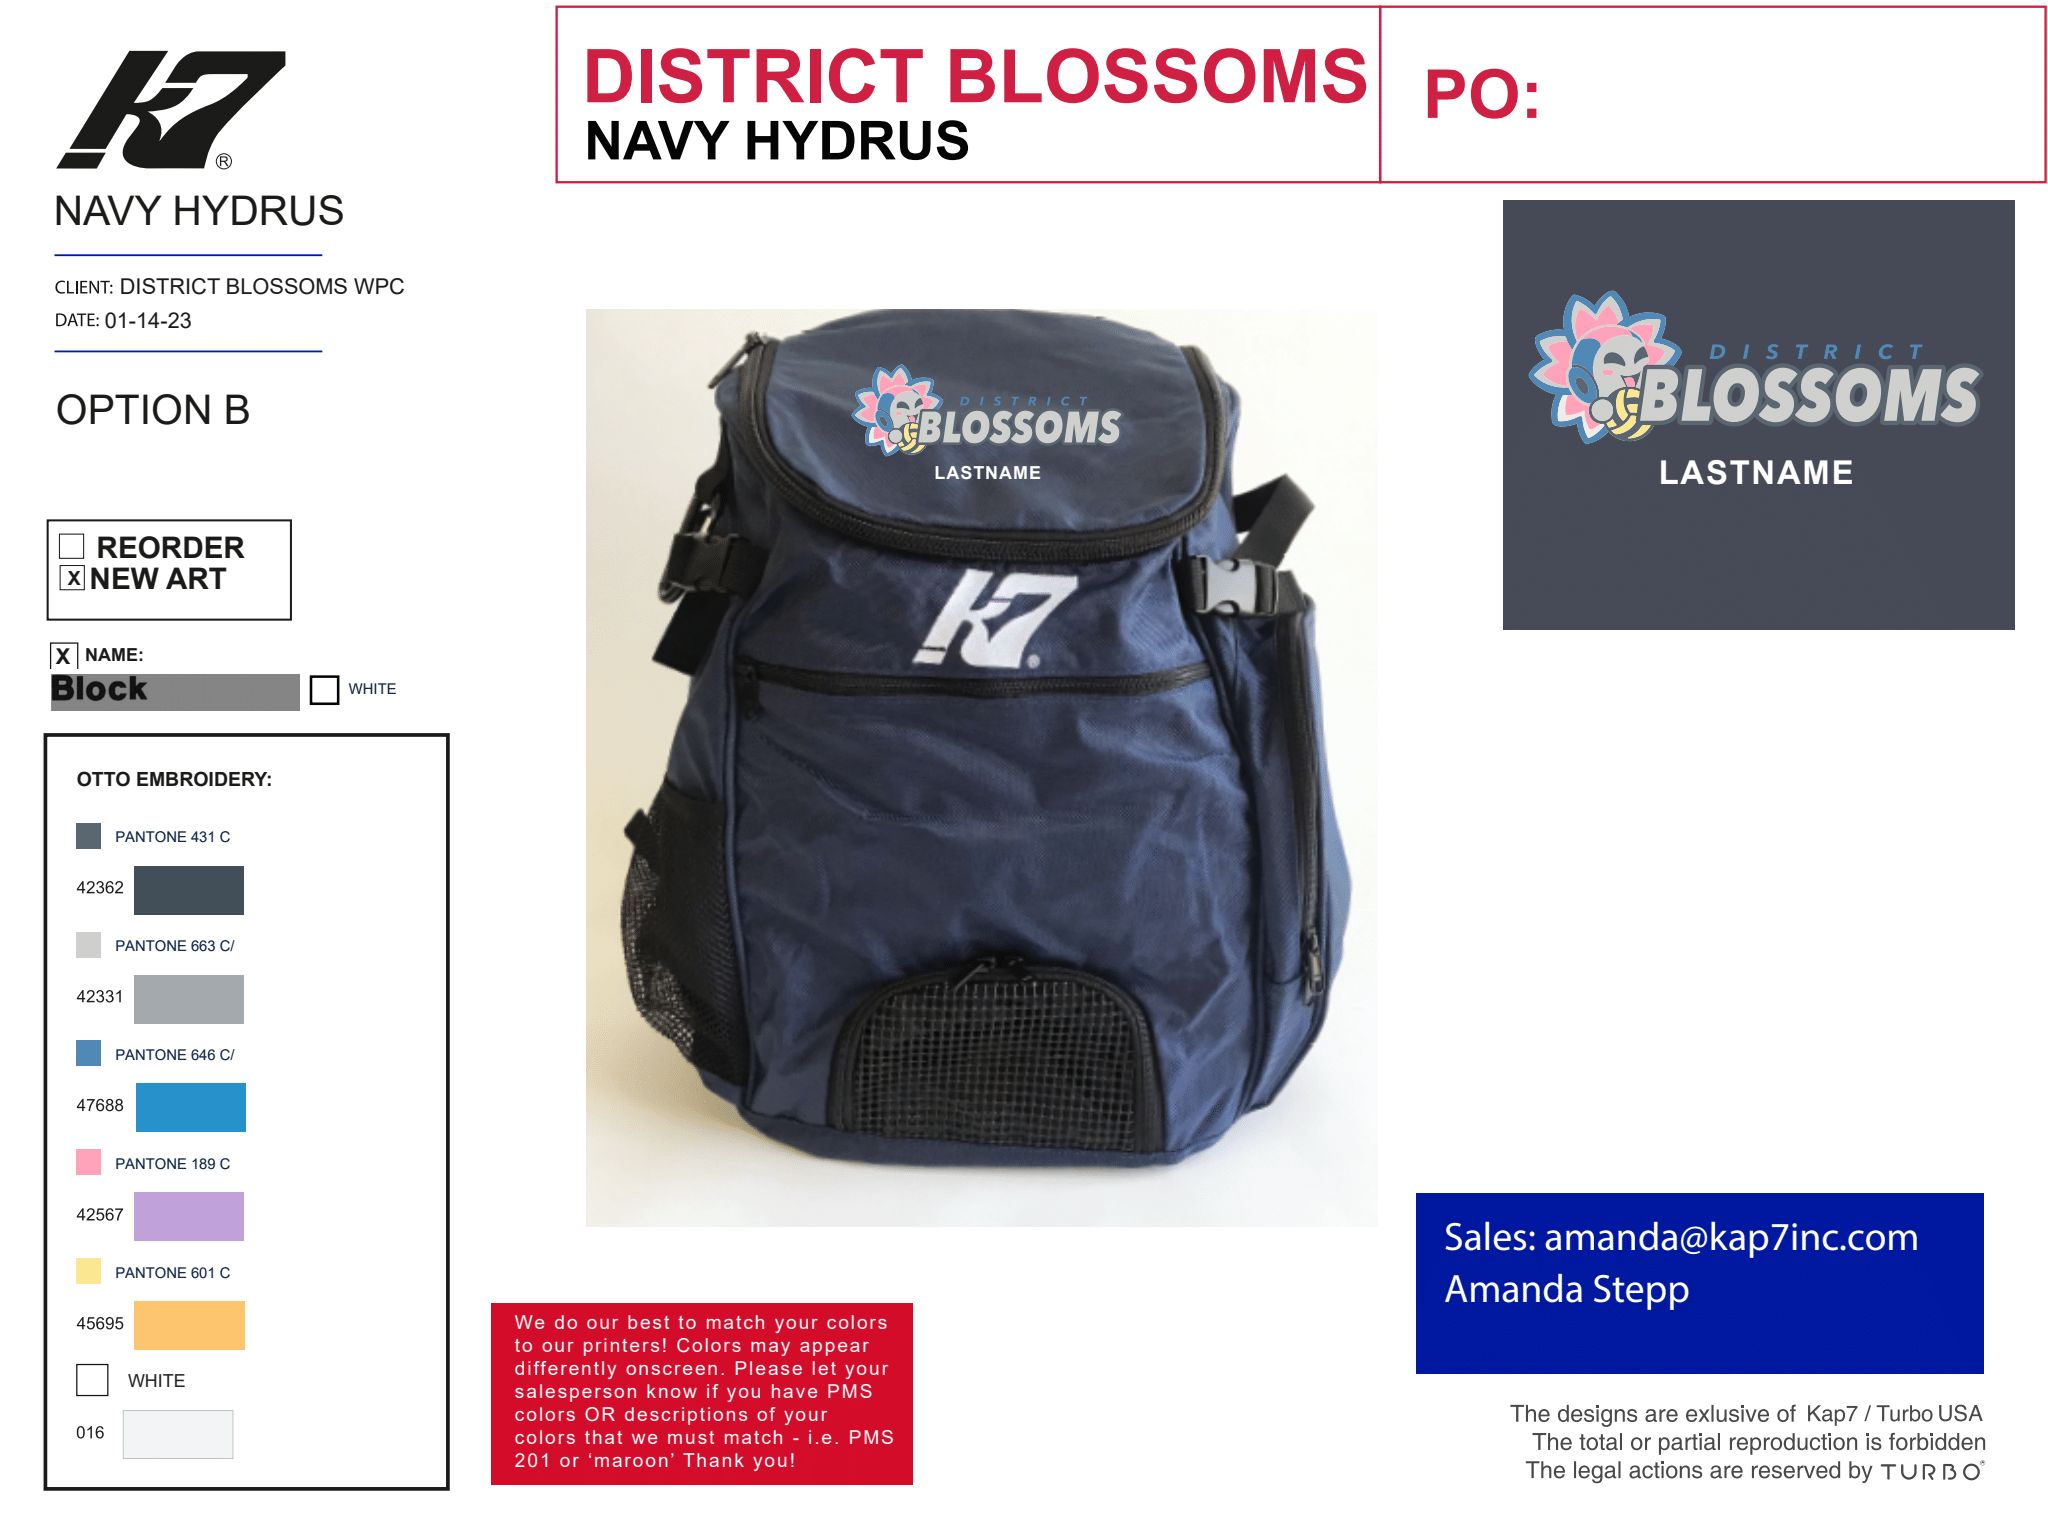 K7®
NAVY HYDRUS
CLIENT: DISTRICT BLOSSOMS WPC
DATE: 01-14-23
OPTION B
REORDER
X NEW ART
X NAME:
Block
WHITE
OTTO EMBROIDERY:
PANTONE 431 C
42362
PANTONE 663 C/
42331
PANTONE 646 C/
47688
PANTONE 189 C
42567
PANTONE 601 C
45695
WHITE
016
DISTRICT BLOSSOMS
NAVY HYDRUS
PO:
DISTRICT
BLOSSOMS
LASTNAME
K7®
DISTRICT
BLOSSOMS
LASTNAME
We do our best to match your colors
to our printers! Colors may appear
differently onscreen. Please let your
salesperson know if you have PMS
colors OR descriptions of your
colors that we must match - i.e. PMS
201 or ‘maroon’ Thank you!
Sales: amanda@kap7inc.com
Amanda Stepp
The designs are exlusive of Kap7 / Turbo USA
The total or partial reproduction is forbidden
The legal actions are reserved by TURBO®